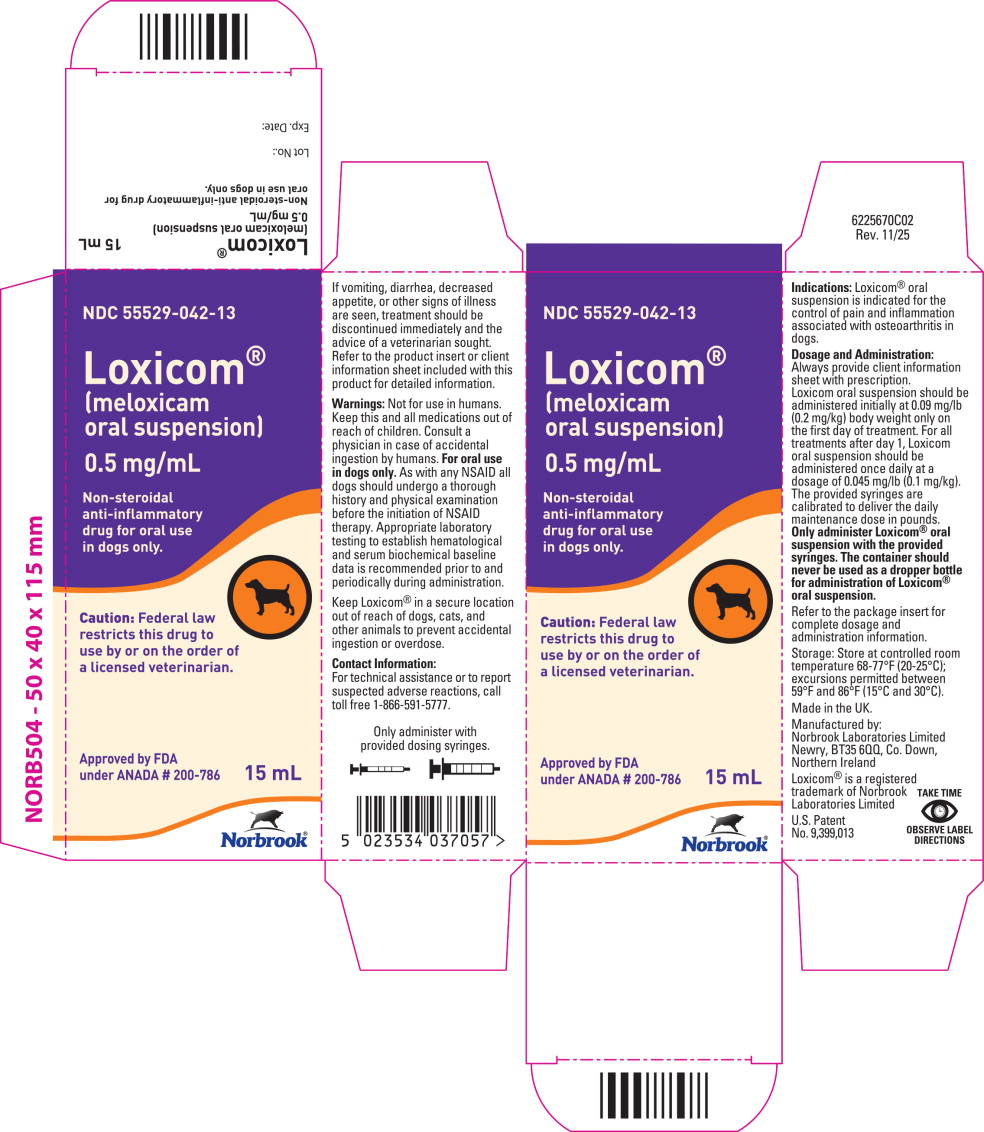 Loxicom®
15 mL
(meloxicam oral suspension)
0.5 mg/mL
Non-steroidal anti-inflammatory drug for
oral use in dogs only.
Lot No.:
Exp. Date:
NORB504 - 50 x 40 x 115 mm
NDC 55529-042-13
Loxicom®
(meloxicam
oral suspension)
0.5 mg/mL
Non-steroidal
anti-inflammatory
drug for oral use
in dogs only.
Caution: Federal law
restricts this drug to
use by or on the order of
a licensed veterinarian.
Approved by FDA
under ANADA # 200-786
15 mL
Norbrook®
If vomiting, diarrhea, decreased
appetite, or other signs of illness
are seen, treatment should be
discontinued immediately and the
advice of a veterinarian sought.
Refer to the product insert or client
information sheet included with this
product for detailed information.
Warnings: Not for use in humans.
Keep this and all medications out of
reach of children. Consult a
physician in case of accidental
ingestion by humans. For oral use
in dogs only. As with any NSAID all
dogs should undergo a thorough
history and physical examination
before the initiation of NSAID
therapy. Appropriate laboratory
testing to establish hematological
and serum biochemical baseline
data is recommended prior to and
periodically during administration.
Keep Loxicom® in a secure location
out of reach of dogs, cats, and
other animals to prevent accidental
ingestion or overdose.
Contact Information:
For technical assistance or to report
suspected adverse reactions, call
toll free 1-866-591-5777.
Only administer with
provided dosing syringes.
5 023534 037057 >
NDC 55529-042-13
Loxicom®
(meloxicam
oral suspension)
0.5 mg/mL
Non-steroidal
anti-inflammatory
drug for oral use
in dogs only.
Caution: Federal law
restricts this drug to
use by or on the order of
a licensed veterinarian.
Approved by FDA
under ANADA # 200-786
15 mL
Norbrook®
6225670C02
Rev. 11/25
Indications: Loxicom® oral
suspension is indicated for the
control of pain and inflammation
associated with osteoarthritis in
dogs.
Dosage and Administration:
Always provide client information
sheet with prescription.
Loxicom oral suspension should be
administered initially at 0.09 mg/lb
(0.2 mg/kg) body weight only on
the first day of treatment. For all
treatments after day 1, Loxicom
oral suspension should be
administered once daily at a
dosage of 0.045 mg/lb (0.1 mg/kg).
The provided syringes are
calibrated to deliver the daily
maintenance dose in pounds.
Only administer Loxicom® oral
suspension with the provided
syringes. The container should
never be used as a dropper bottle
for administration of Loxicom®
oral suspension.
Refer to the package insert for
complete dosage and
administration information.
Storage: Store at controlled room
temperature 68-77°F (20-25°C);
excursions permitted between
59°F and 86°F (15°C and 30°C).
Made in the UK.
Manufactured by:
Norbrook Laboratories Limited
Newry, BT35 6QQ, Co. Down,
Northern Ireland
Loxicom® is a registered
trademark of Norbrook
Laboratories Limited
U.S. Patent
No. 9,399,013
TAKE TIME
OBSERVE LABEL
DIRECTIONS